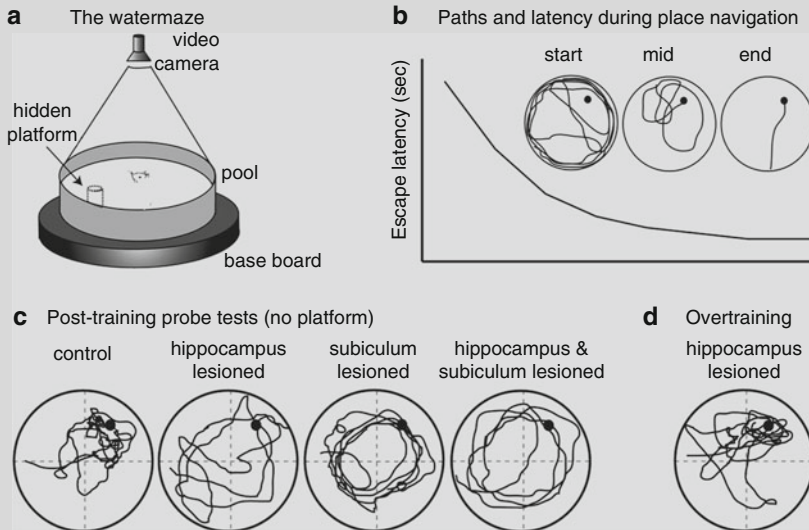 a The watermaze
video
camera
hidden
platform
pool
base board
b Paths and latency during place navigation
start mid end
Escape latency (sec)
c Post-training probe tests (no platform)
control
hippocampus
lesioned
subiculum
lesioned
hippocampus &
subiculum lesioned
d Overtraining
hippocampus
lesioned